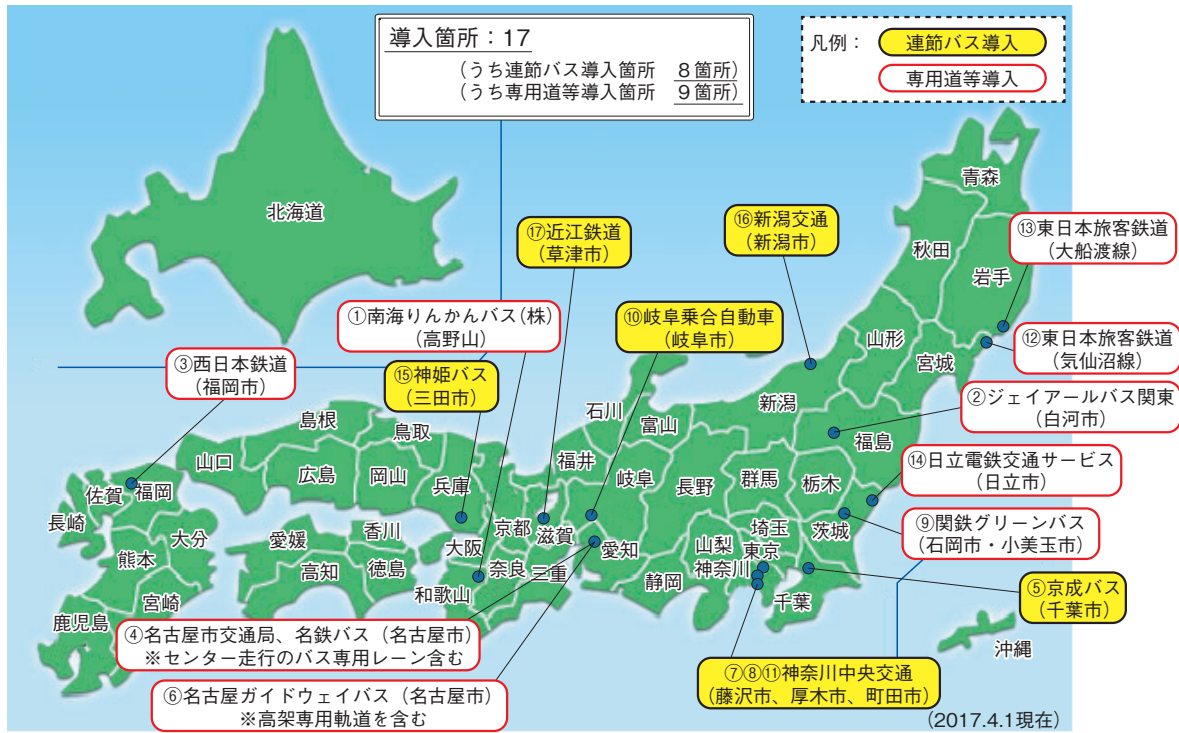 導入箇所：17
(うち連節バス導入箇所　8箇所)
(うち専用道等導入箇所　9箇所)
凡例：
連節バス導入
専用道等導入
北海道
青森
秋田
岩手
山形
宮城
新潟
福島
⑰近江鉄道
(草津市)
⑯新潟交通
(新潟市)
⑬東日本旅客鉄道
(大船渡線)
①南海りんかんバス(株)
(高野山)
⑩岐阜乗合自動車
(岐阜市)
⑫東日本旅客鉄道
(気仙沼線)
③西日本鉄道
(福岡市)
⑮神姫バス
(三田市)
②ジェイアールバス関東
(白河市)
⑭日立電鉄交通サービス
(日立市)
⑨関鉄グリーンバス
(石岡市・小美玉市)
⑤京成バス
(千葉市)
島根
鳥取
石川
富山
山口
広島
岡山
兵庫
福井
岐阜
長野
群馬
栃木
佐賀
福岡
長崎
大分
熊本
宮崎
鹿児島
愛媛
香川
高知
徳島
大阪
京都
滋賀
奈良
三重
和歌山
愛知
静岡
山梨
埼玉
東京
神奈川
茨城
千葉
沖縄
④名古屋市交通局、名鉄バス（名古屋市）
※センター走行のバス専用レーン含む
⑥名古屋ガイドウェイバス（名古屋市）
※高架専用軌道を含む
⑦⑧⑪神奈川中央交通
(藤沢市、厚木市、町田市)
(2017.4.1現在)